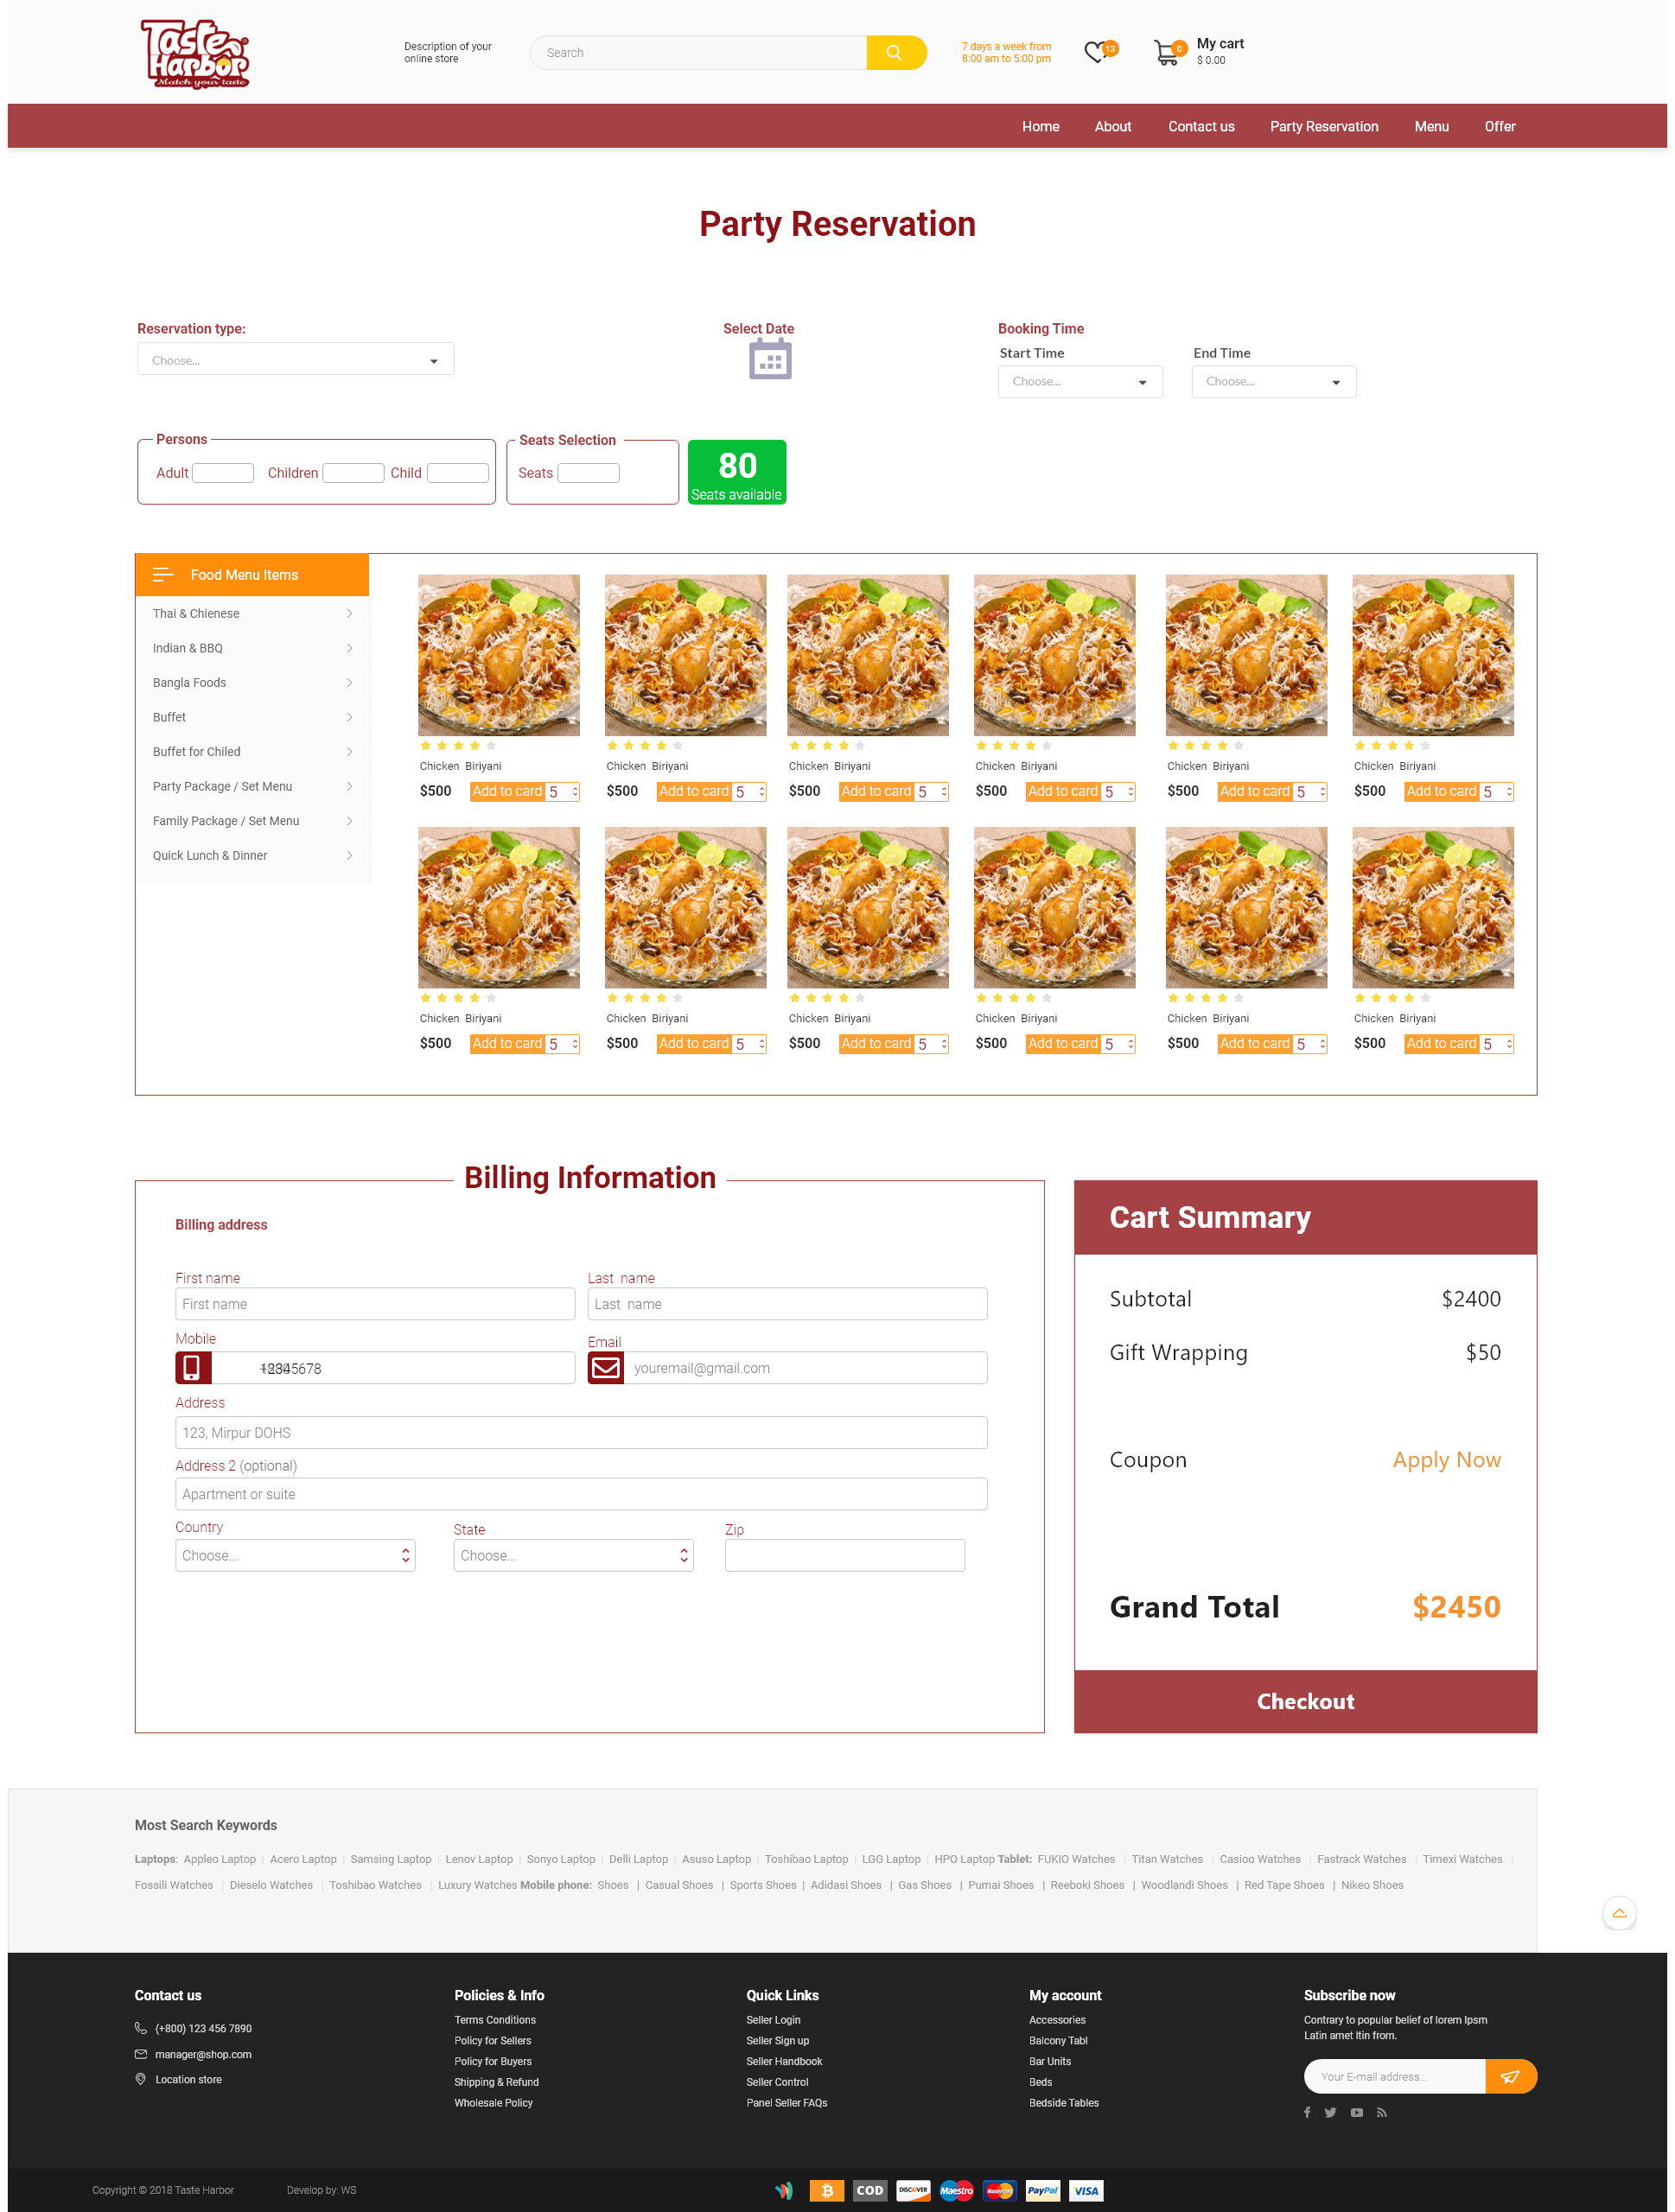 Taste Harbor
Match your taste
Description of your
online store
Search
7 days a week from
8:00 am to 5:00 pm
13
0
My cart
$ 0.00
Home About Contact us Party Reservation Menu Offer
Party Reservation
Reservation type:
Choose...
Select Date
Booking Time
Start Time End Time
Choose... Choose...
Persons
Adult Children Child
Seats Selection
Seats
80
Seats available
Food Menu Items
Thai & Chienese
Indian & BBQ
Bangla Foods
Buffet
Buffet for Chiled
Party Package / Set Menu
Family Package / Set Menu
Quick Lunch & Dinner
Chicken Biriyani Chicken Biriyani Chicken Biriyani Chicken Biriyani Chicken Biriyani Chicken Biriyani
$500 Add to card 5 $500 Add to card 5 $500 Add to card 5 $500 Add to card 5 $500 Add to card 5 $500 Add to card 5
Chicken Biriyani Chicken Biriyani Chicken Biriyani Chicken Biriyani Chicken Biriyani Chicken Biriyani
$500 Add to card 5 $500 Add to card 5 $500 Add to card 5 $500 Add to card 5 $500 Add to card 5 $500 Add to card 5
Billing Information
Billing address
First name Last name
First name Last name
Mobile Email
12345678 youremail@gmail.com
Address
123, Mirpur DOHS
Address 2 (optional)
Apartment or suite
Country State Zip
Choose... Choose...
Cart Summary
Subtotal $2400
Gift Wrapping $50
Coupon Apply Now
Grand Total $2450
Checkout
Most Search Keywords
Laptops: Appleo Laptop | Acero Laptop | Samsing Laptop | Lenov Laptop | Sonyo Laptop | Delli Laptop | Asuso Laptop | Toshibao Laptop | LGG Laptop | HPO Laptop Tablet: FUKIO Watches | Titan Watches | Casioo Watches | Fastrack Watches | Timexi Watches |
Fossili Watches | Dieselo Watches | Toshibao Watches | Luxury Watches Mobile phone: Shoes | Casual Shoes | Sports Shoes | Adidasi Shoes | Gas Shoes | Pumai Shoes | Reeboki Shoes | Woodlandi Shoes | Red Tape Shoes | Nikeo Shoes
Contact us
(+800) 123 456 7890
manager@shop.com
Location store
Policies & Info
Terms Conditions
Policy for Sellers
Policy for Buyers
Shipping & Refund
Wholesale Policy
Quick Links
Seller Login
Seller Sign up
Seller Handbook
Seller Control
Panel Seller FAQs
My account
Accessories
Balcony Tabl
Bar Units
Beds
Bedside Tables
Subscribe now
Contrary to popular belief of lorem Ipsm
Latin amet ltin from.
Your E-mail address...
Copyright © 2018 Taste Harbor Develop by: WS
COD DISCOVER Maestro MasterCard PayPal VISA